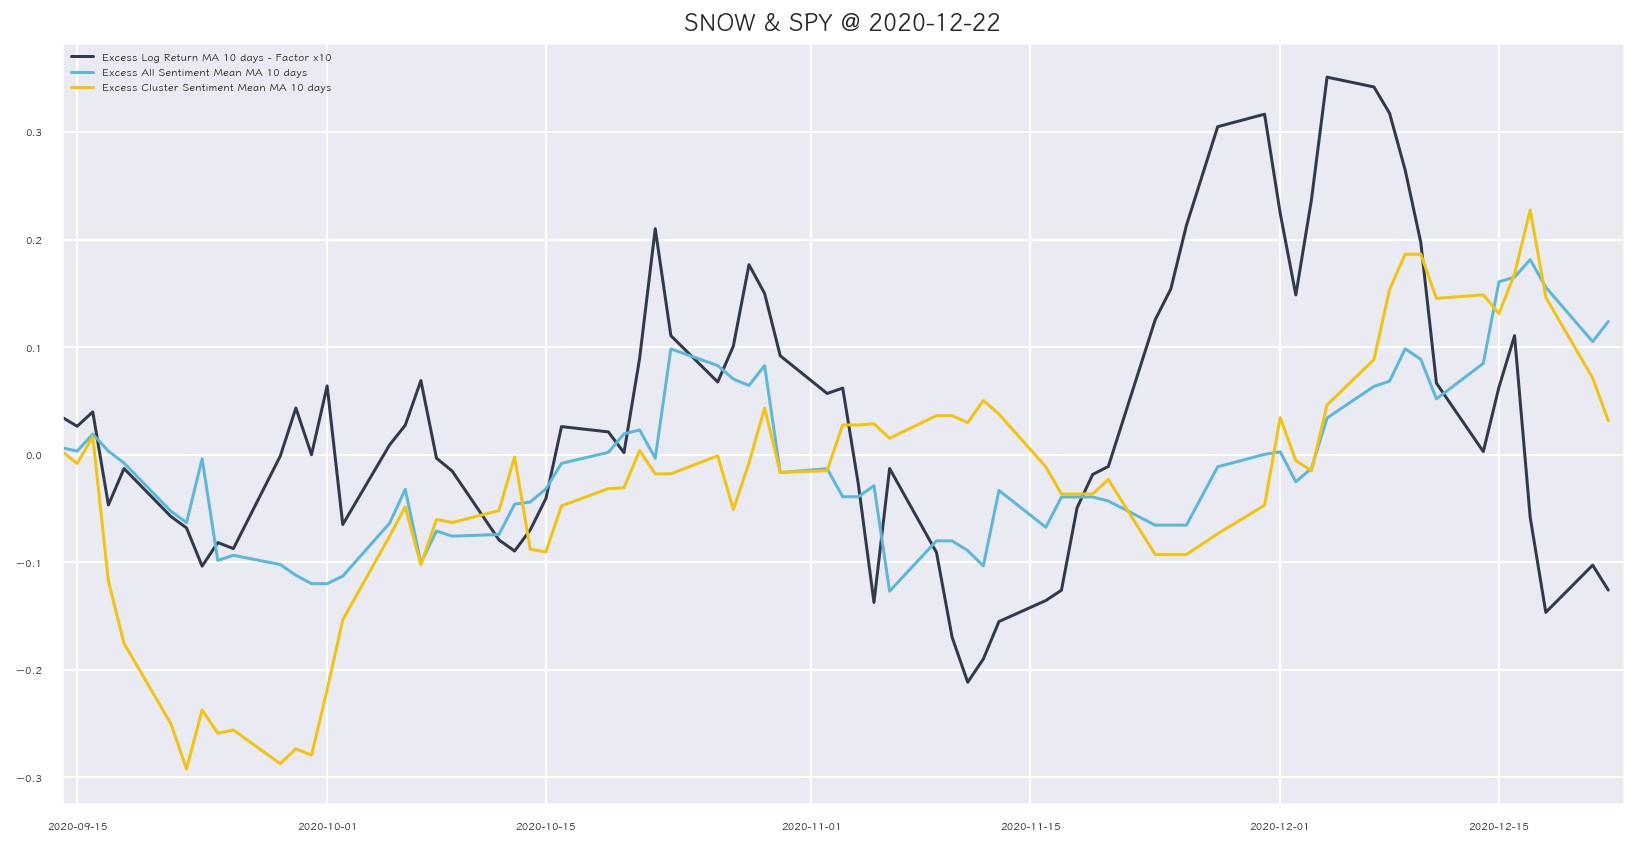 SNOW & SPY @ 2020-12-22
Excess Log Return MA 10 days - Factor x10
Excess All Sentiment Mean MA 10 days
Excess Cluster Sentiment Mean MA 10 days
0.3
0.2
0.1
0.0
−0.1
−0.2
−0.3
2020-09-15 2020-10-01 2020-10-15 2020-11-01 2020-11-15 2020-12-01 2020-12-15